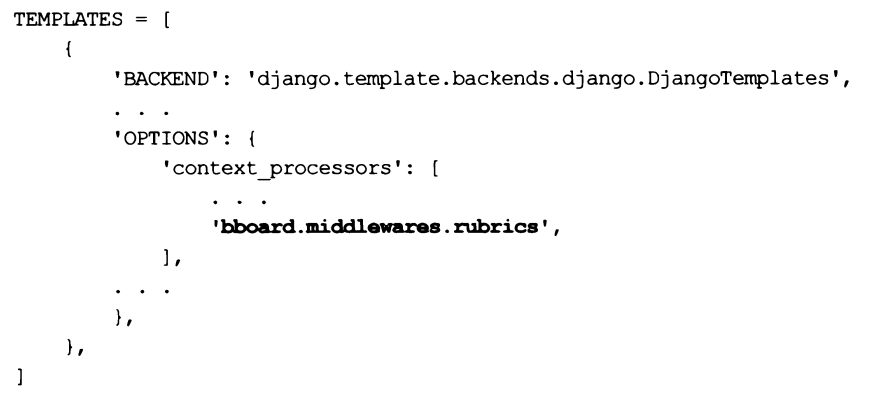 TEMPLATES = [
    {
        'BACKEND': 'django.template.backends.django.DjangoTemplates',
        . . .
        'OPTIONS': {
            'context_processors': [
                . . .
                'bboard.middlewares.rubrics',
            ],
        . . .
        },
    },
]